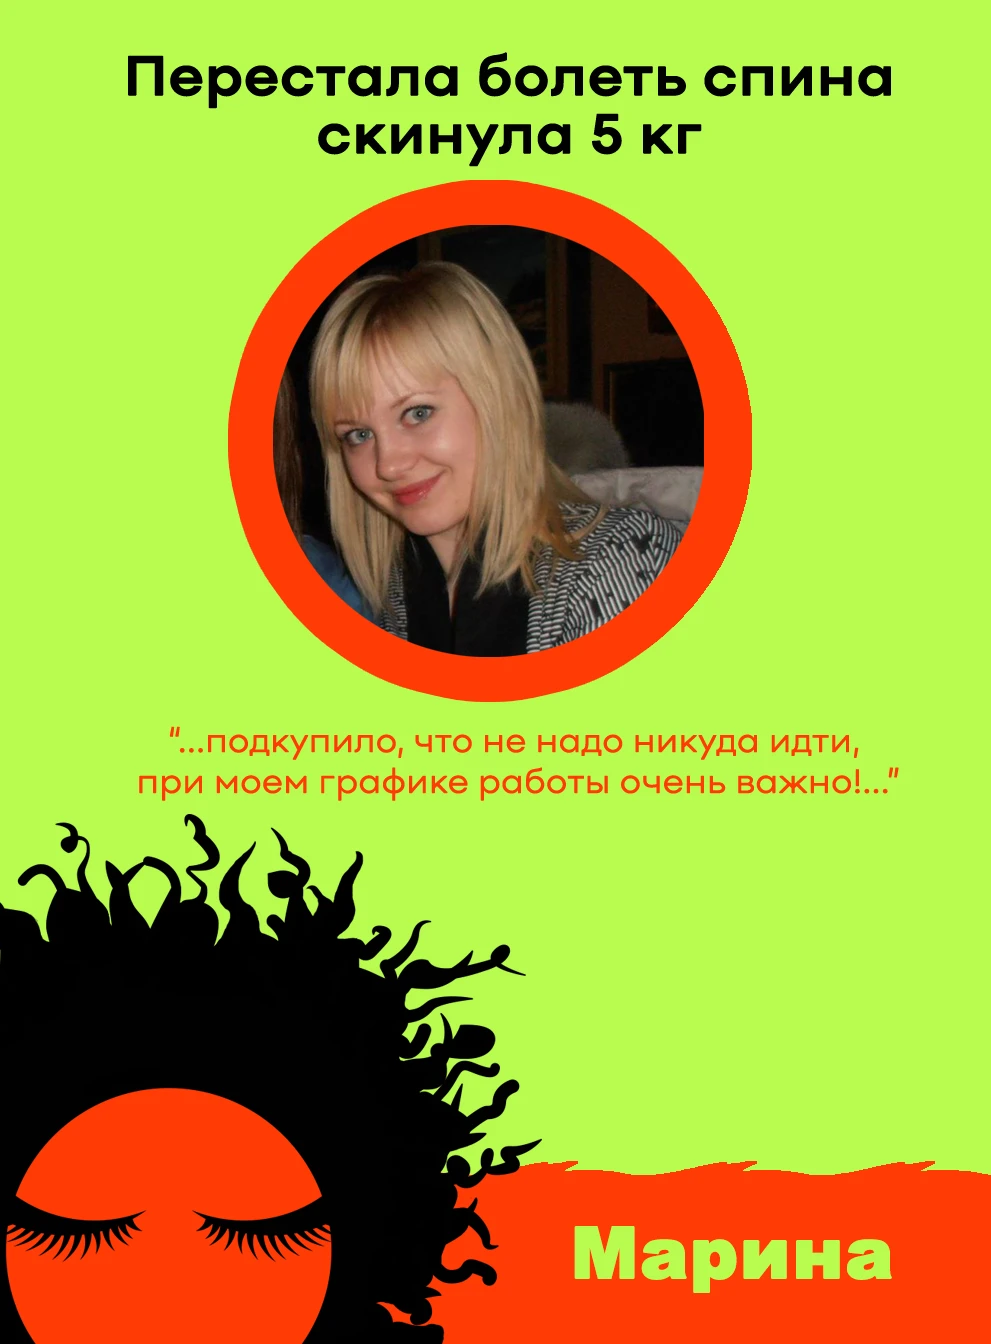 Перестала болеть спина
скинула 5 кг
"...подкупило, что не надо никуда идти,
при моем графике работы очень важно!..."
Марина